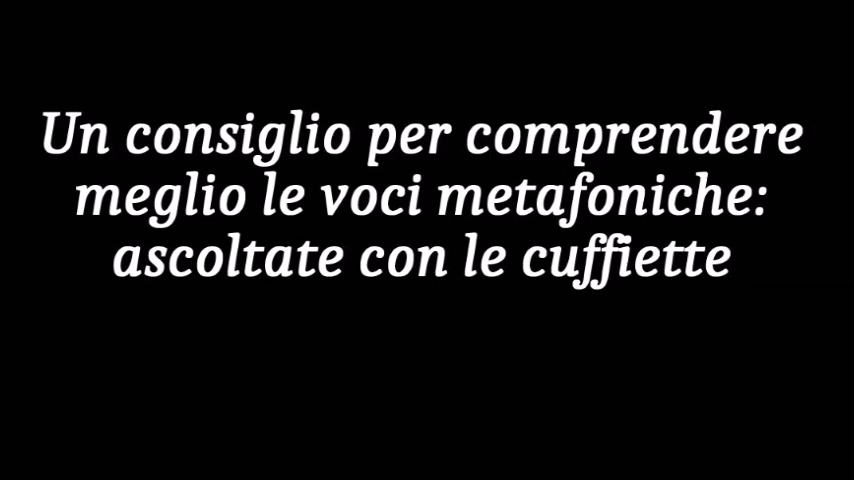 Un consiglio per comprendere
meglio le voci metafoniche:
ascoltate con le cuffiette